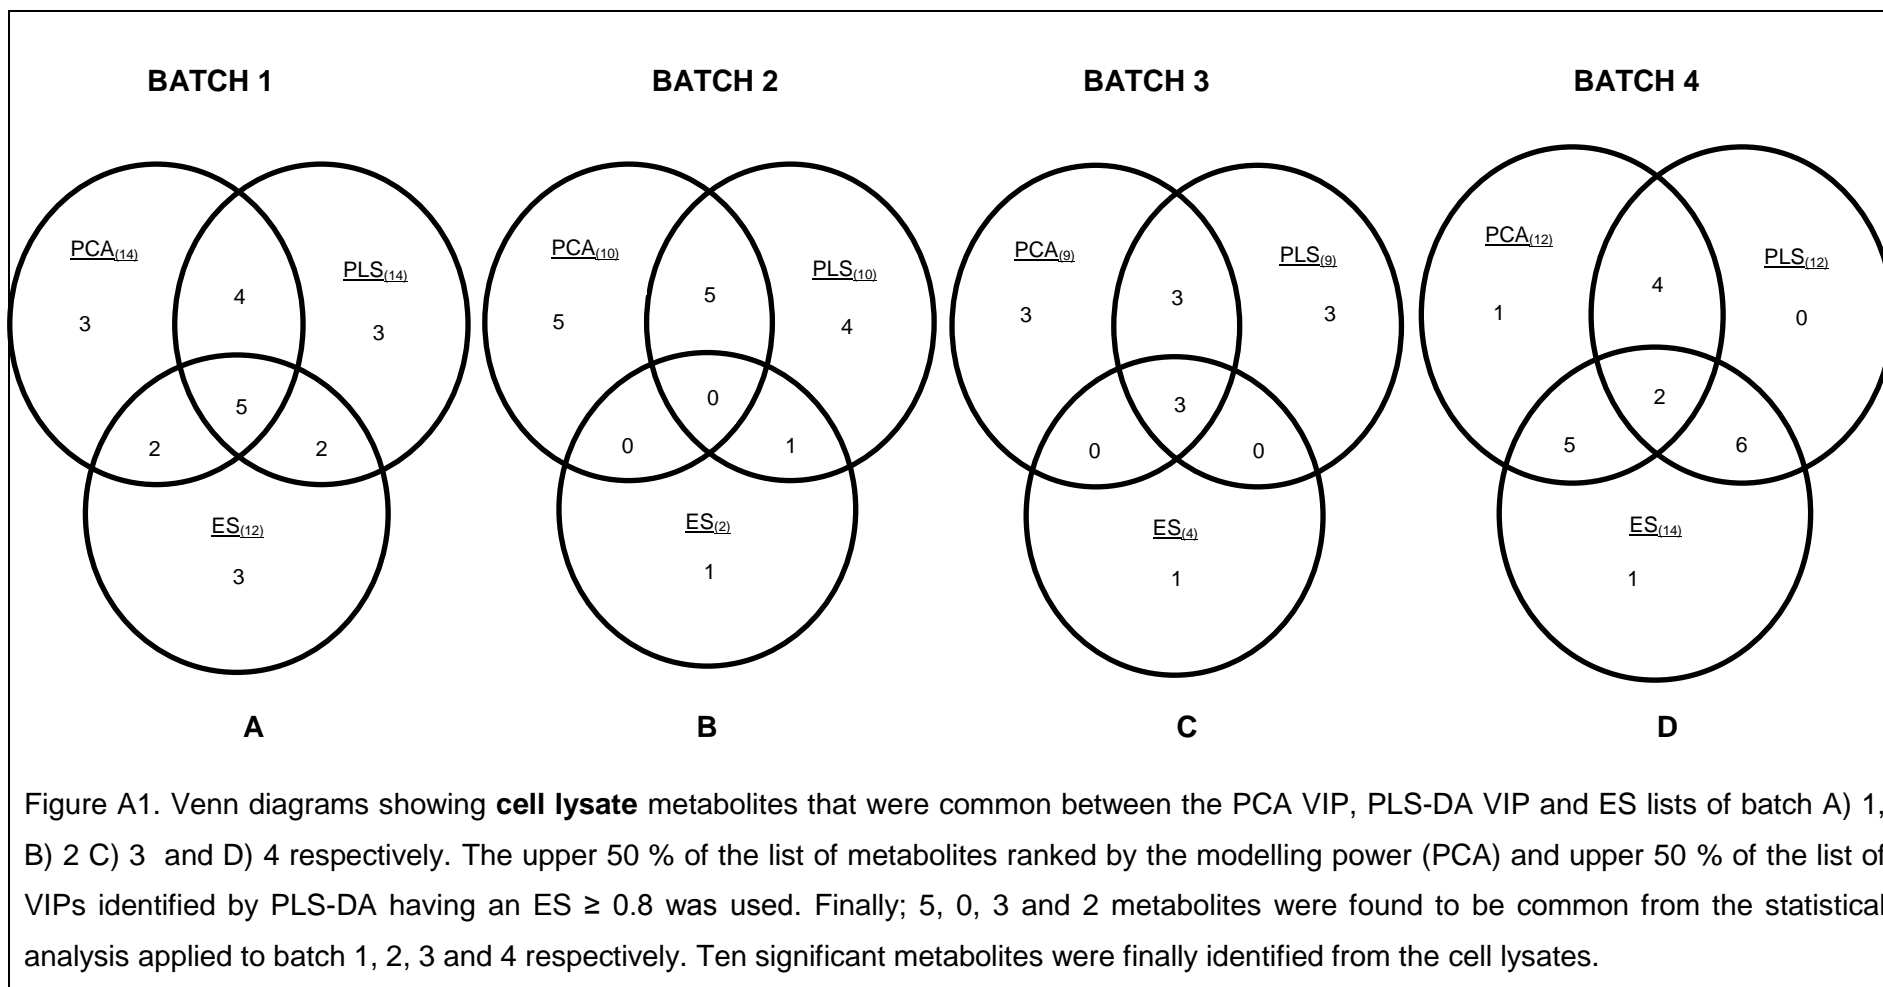 BATCH 1
BATCH 2
BATCH 3
BATCH 4
PCA(14)
PLS(14)
4
3
3
5
2
2
ES(12)
3
PCA(10)
PLS(10)
5
5
4
0
0
1
ES(2)
1
PCA(9)
PLS(9)
3
3
3
3
0
0
ES(4)
1
PCA(12)
PLS(12)
4
1
0
2
5
6
ES(14)
1
A
B
C
D
Figure A1. Venn diagrams showing cell lysate metabolites that were common between the PCA VIP, PLS-DA VIP and ES lists of batch A) 1,
B) 2 C) 3 and D) 4 respectively. The upper 50 % of the list of metabolites ranked by the modelling power (PCA) and upper 50 % of the list of
VIPs identified by PLS-DA having an ES ≥ 0.8 was used. Finally; 5, 0, 3 and 2 metabolites were found to be common from the statistical
analysis applied to batch 1, 2, 3 and 4 respectively. Ten significant metabolites were finally identified from the cell lysates.